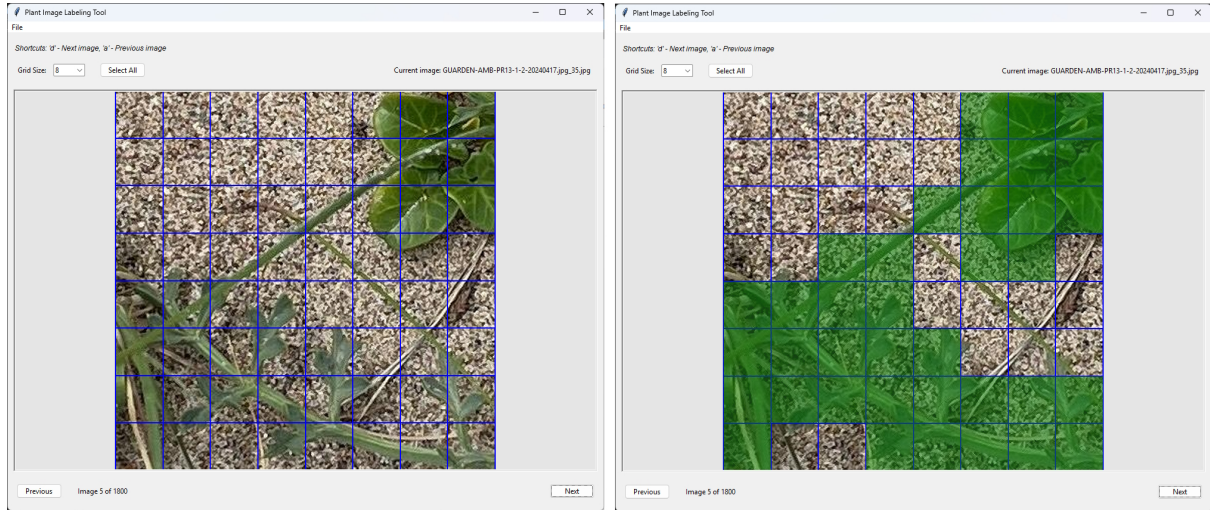 Plant Image Labeling Tool
File
Shortcuts: 'd' - Next image, 'a' - Previous image
Grid Size: 8 Select All Current image: GUARDEN-AMB-PR13-1-2-20240417.jpg_35.jpg
Previous Image 5 of 1800 Next
Plant Image Labeling Tool
File
Shortcuts: 'd' - Next image, 'a' - Previous image
Grid Size: 8 Select All Current image: GUARDEN-AMB-PR13-1-2-20240417.jpg_35.jpg
Previous Image 5 of 1800 Next